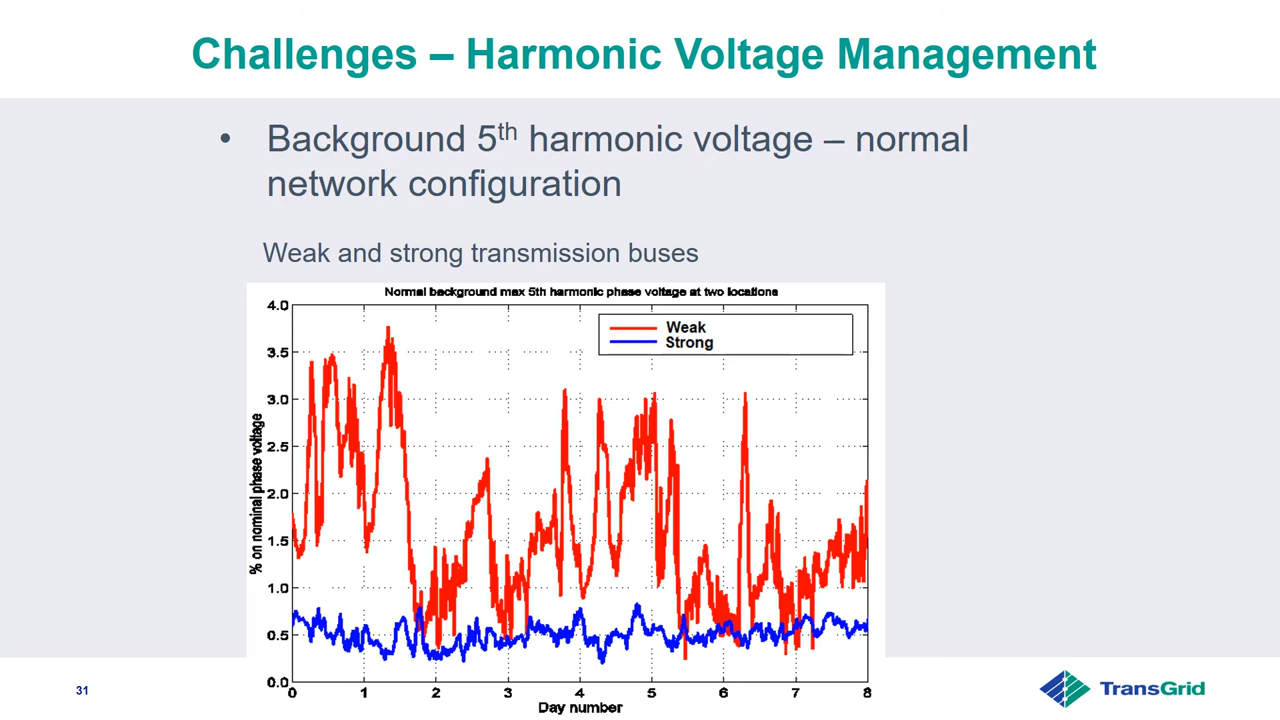 Challenges – Harmonic Voltage Management
• Background 5th harmonic voltage – normal
network configuration
Weak and strong transmission buses
Normal background max 5th harmonic phase voltage at two locations
Weak
Strong
% on nominal phase voltage
4.0
3.5
3.0
2.5
2.0
1.5
1.0
0.5
0.0
0 1 2 3 4 5 6 7 8
Day number
31
TransGrid